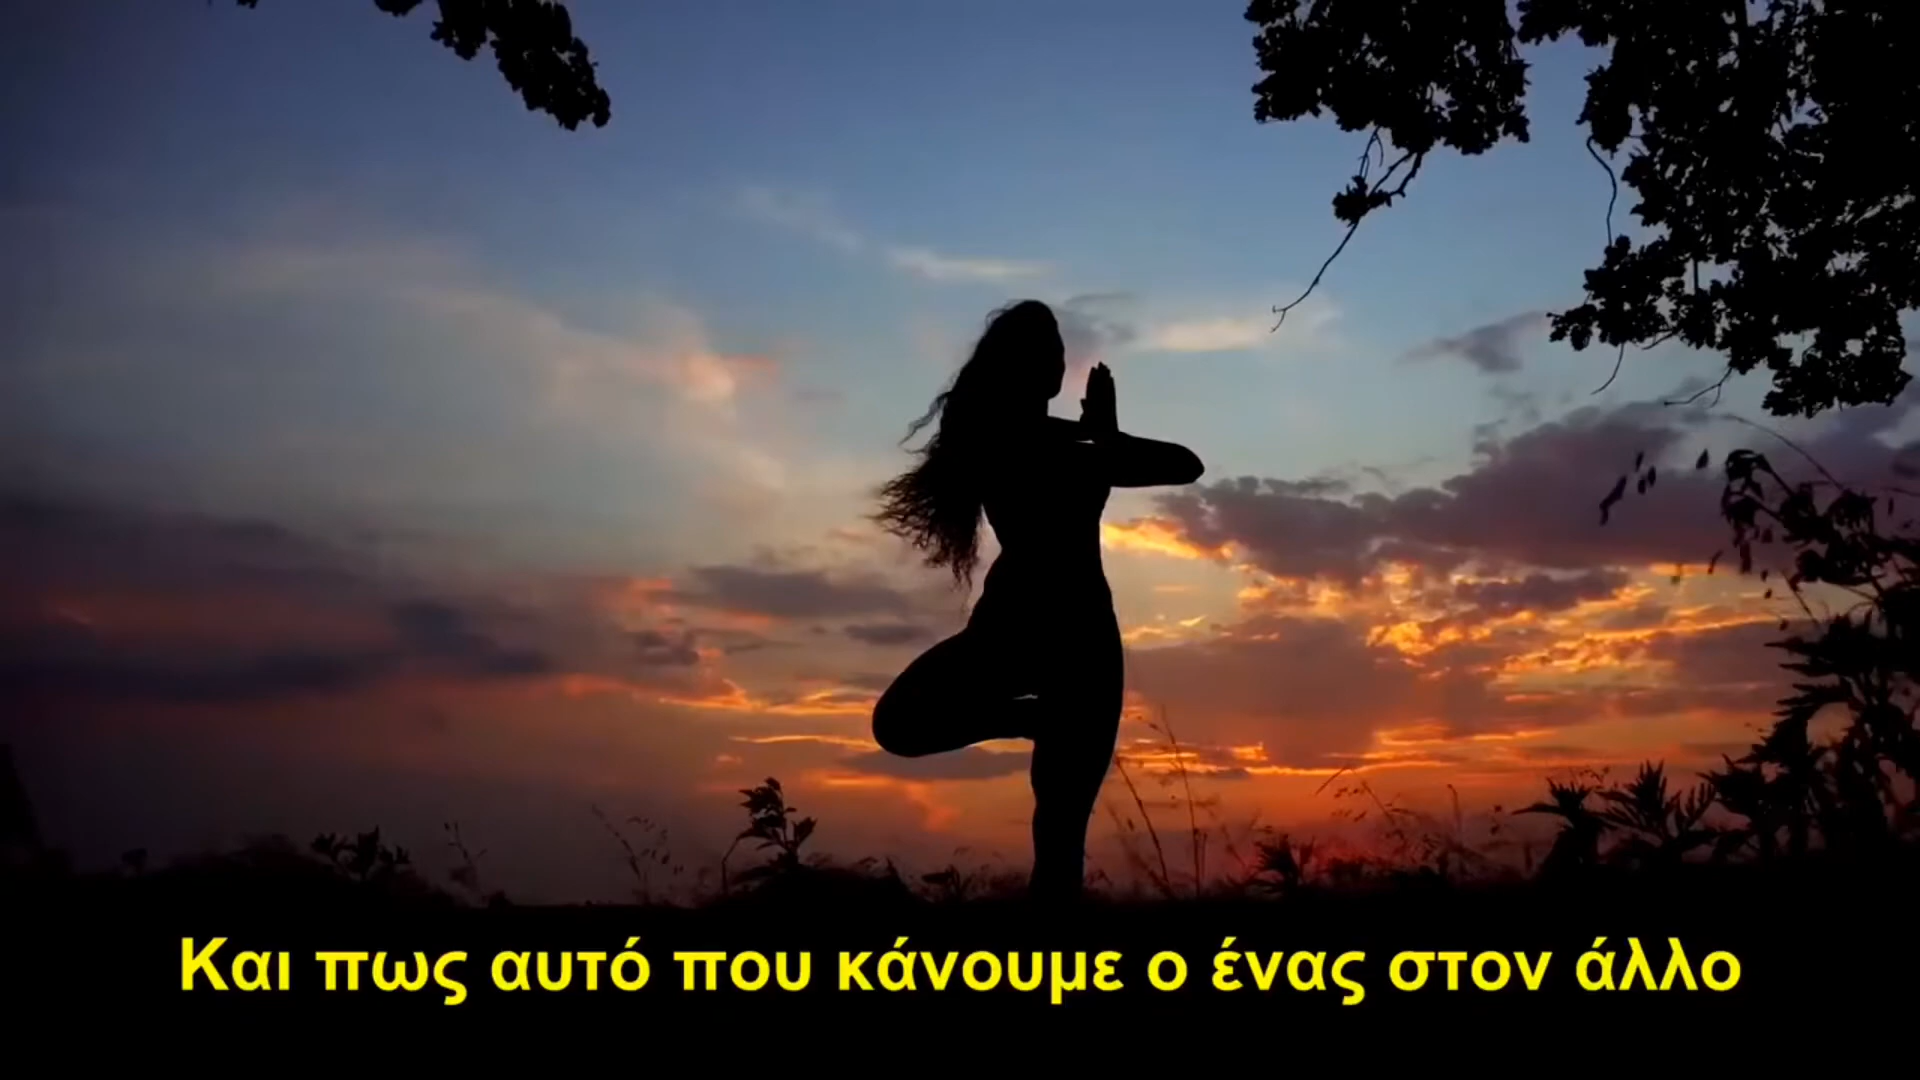 Και πως αυτό που κάνουμε ο ένας στον άλλο